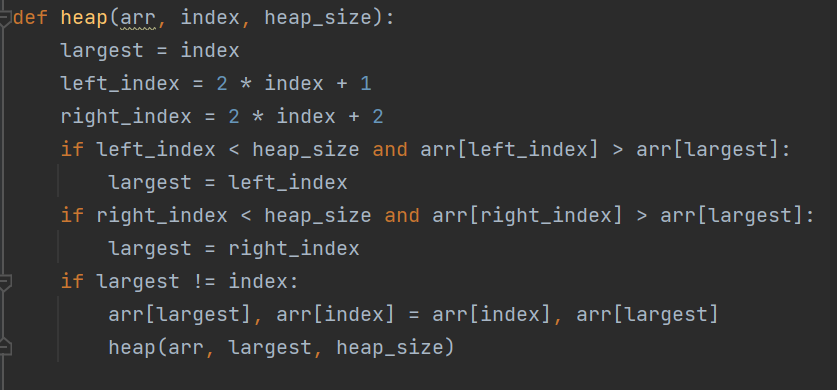 def heap(arr, index, heap_size):
    largest = index
    left_index = 2 * index + 1
    right_index = 2 * index + 2
    if left_index < heap_size and arr[left_index] > arr[largest]:
        largest = left_index
    if right_index < heap_size and arr[right_index] > arr[largest]:
        largest = right_index
    if largest != index:
        arr[largest], arr[index] = arr[index], arr[largest]
        heap(arr, largest, heap_size)